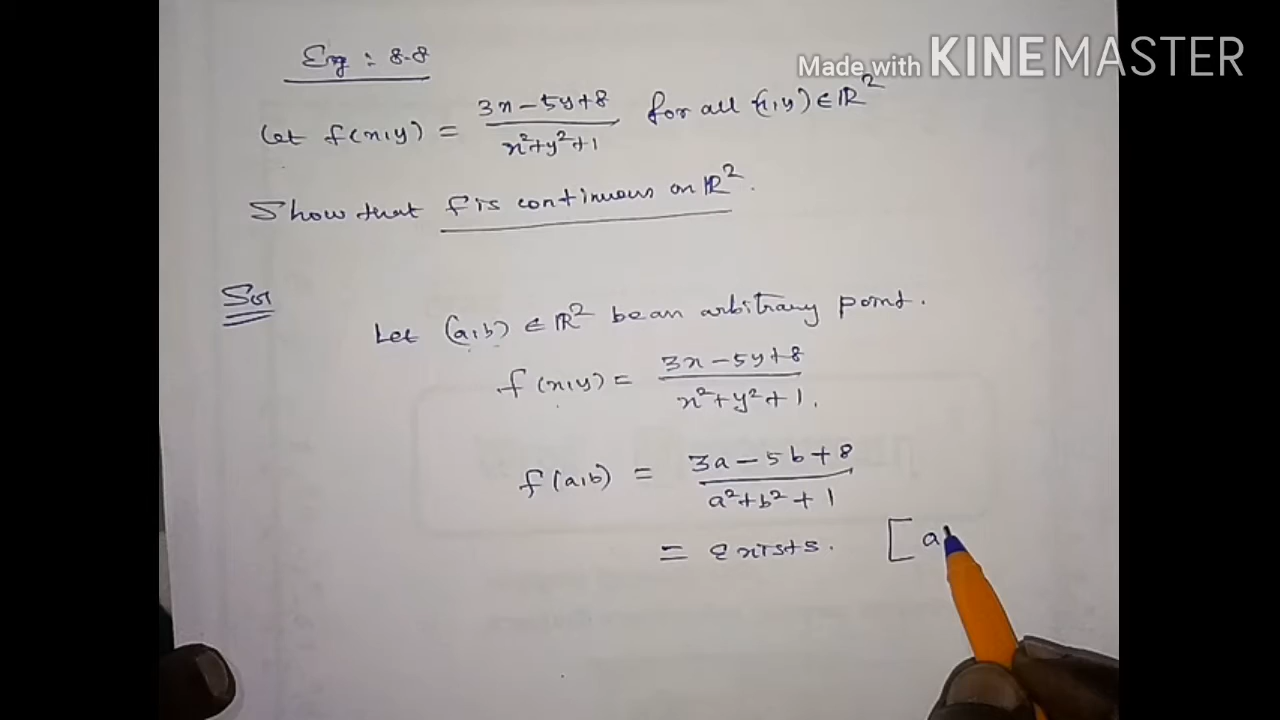 Made with KINEMASTER
Eng : 8.8
Let f(x,y) = 3x-5y+8 / x²+y²+1 for all (x,y) ∈ ℝ²
Show that f is continuous on ℝ².
Sol
Let (a,b) ∈ ℝ² be an arbitrary point.
f(x,y) = 3x-5y+8 / x²+y²+1.
f(a,b) = 3a-5b+8 / a²+b²+1
= exists. [a